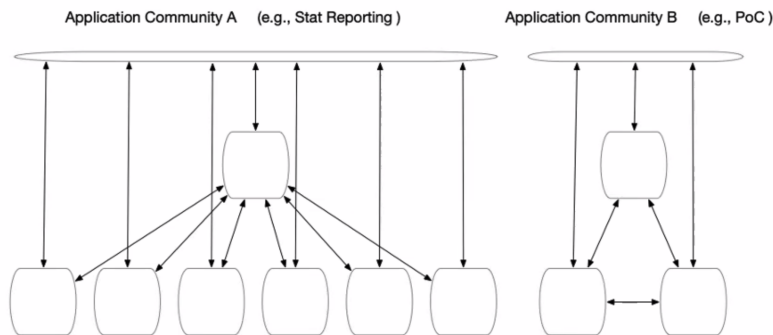 Application Community A (e.g., Stat Reporting )
Application Community B (e.g., PoC )